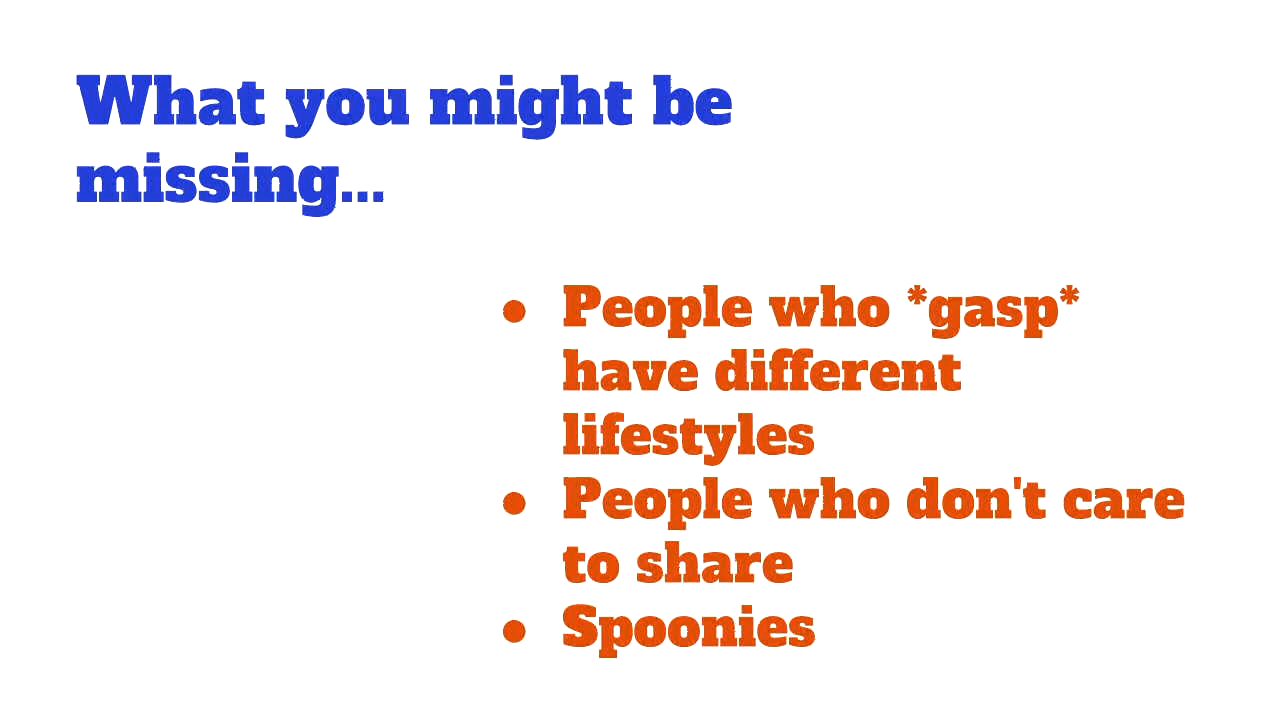 What you might be
missing...
● People who *gasp*
have different
lifestyles
● People who don't care
to share
● Spoonies